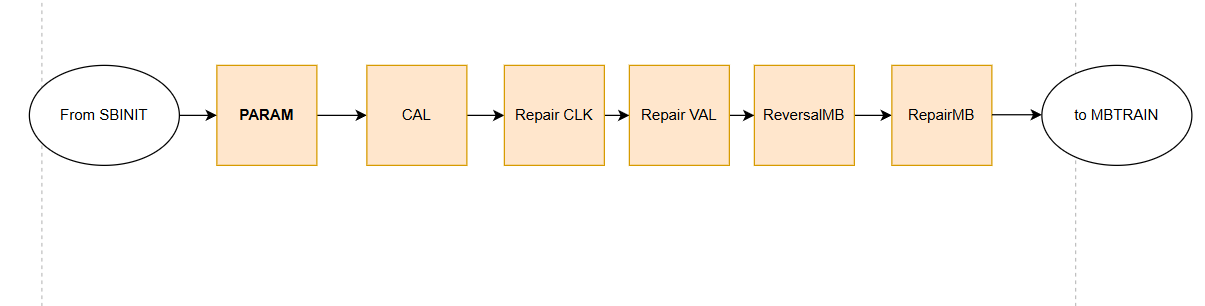 From SBINIT
PARAM
CAL
Repair CLK
Repair VAL
ReversalMB
RepairMB
to MBTRAIN